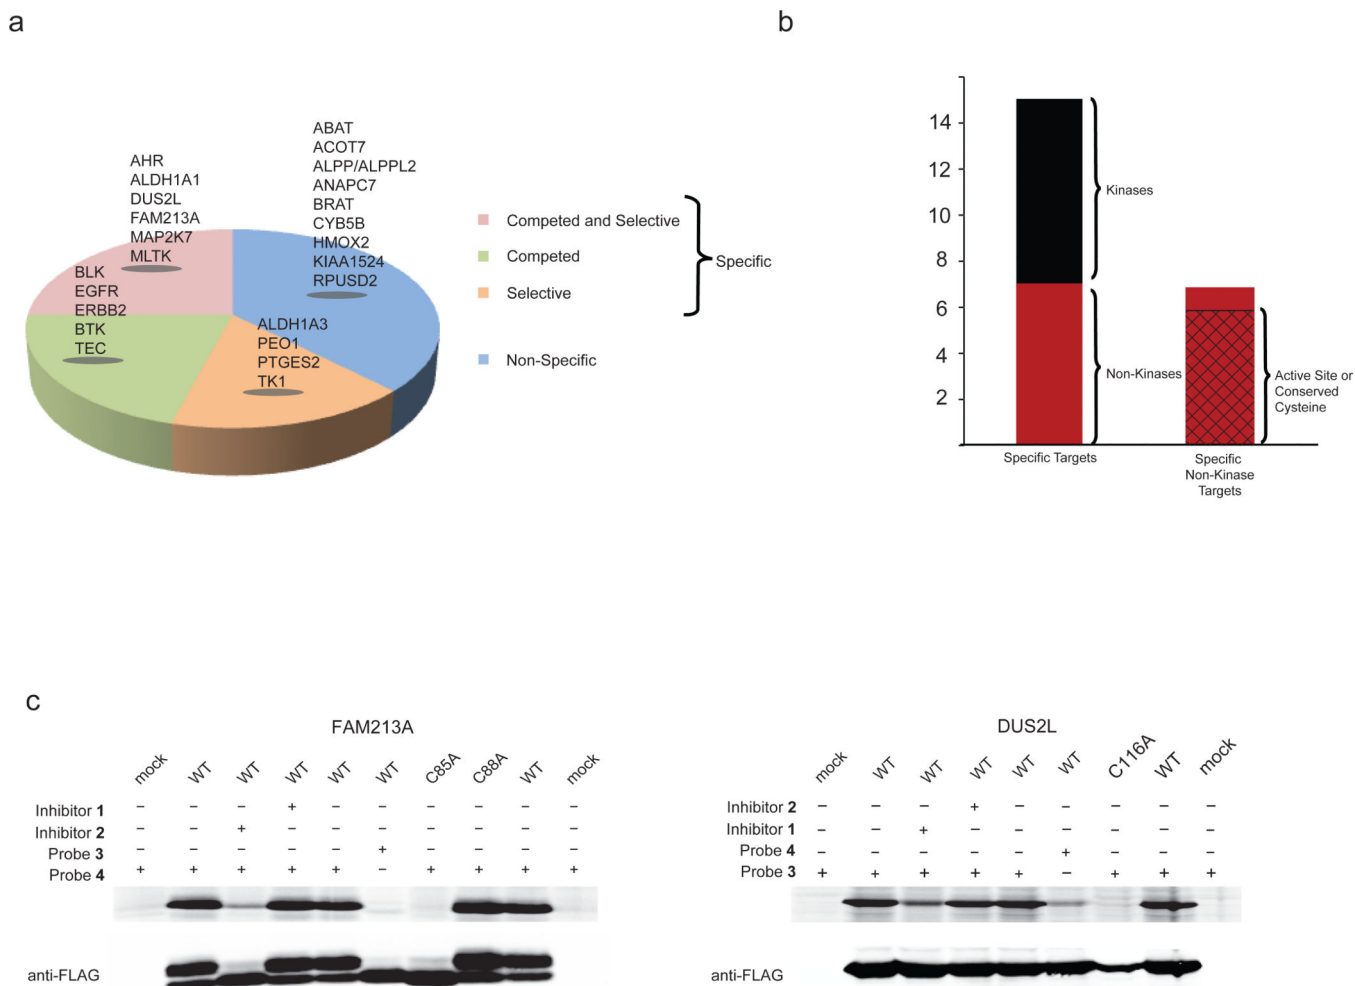 a
b
AHR
ALDH1A1
DUS2L
FAM213A
MAP2K7
MLTK
BLK
EGFR
ERBB2
BTK
TEC
ABAT
ACOT7
ALPP/ALPPL2
ANAPC7
BRAT
CYB5B
HMOX2
KIAA1524
RPUSD2
ALDH1A3
PEO1
PTGES2
TK1
Competed and Selective
Competed
Selective
Non-Specific
Specific
14
12
10
8
6
4
2
Kinases
Non-Kinases
Active Site or
Conserved
Cysteine
Specific Targets
Specific
Non-Kinase
Targets
c
FAM213A
mock WT WT WT WT WT C85A C88A WT mock
Inhibitor 1 – – – + – – – – – –
Inhibitor 2 – – + – – – – – – –
Probe 3 – – – – – + – – – –
Probe 4 + + + + + – + + + +
anti-FLAG
DUS2L
mock WT WT WT WT WT C116A WT mock
Inhibitor 2 – – – + – – – – –
Inhibitor 1 – – + – – – – – –
Probe 4 – – – – – + – – –
Probe 3 + + + + + – + + +
anti-FLAG